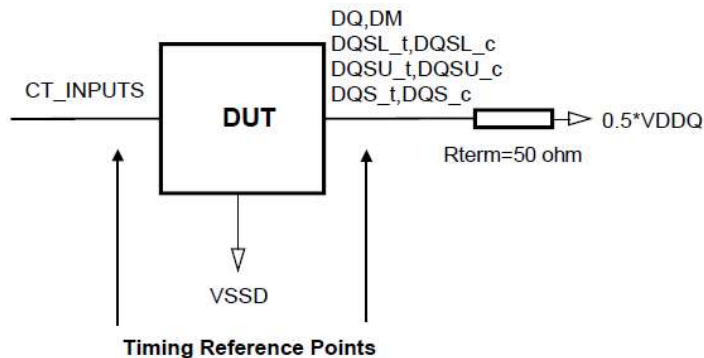 DQ,DM
DQSL_t,DQSL_c
DQSU_t,DQSU_c
DQS_t,DQS_c
CT_INPUTS
DUT
0.5*VDDQ
Rterm=50 ohm
VSSD
Timing Reference Points